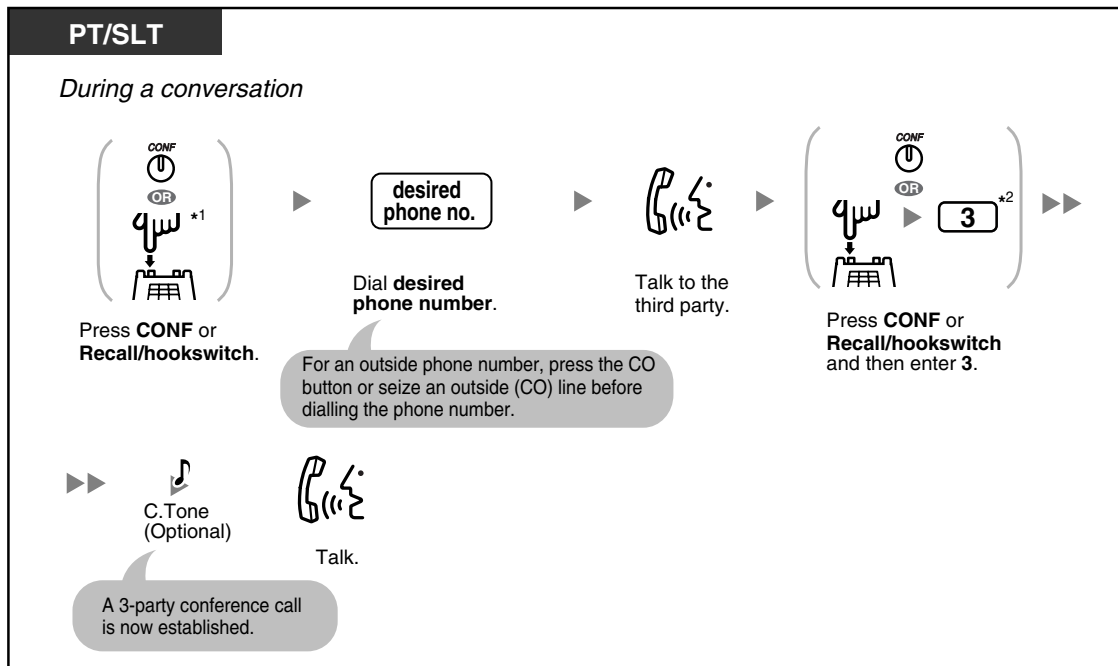 PT/SLT
During a conversation
CONF
OR
*1
desired
phone no.
CONF
OR
3
*2
Press CONF or
Recall/hookswitch.
Dial desired
phone number.
Talk to the
third party.
Press CONF or
Recall/hookswitch
and then enter 3.
For an outside phone number, press the CO
button or seize an outside (CO) line before
dialling the phone number.
C.Tone
(Optional)
Talk.
A 3-party conference call
is now established.